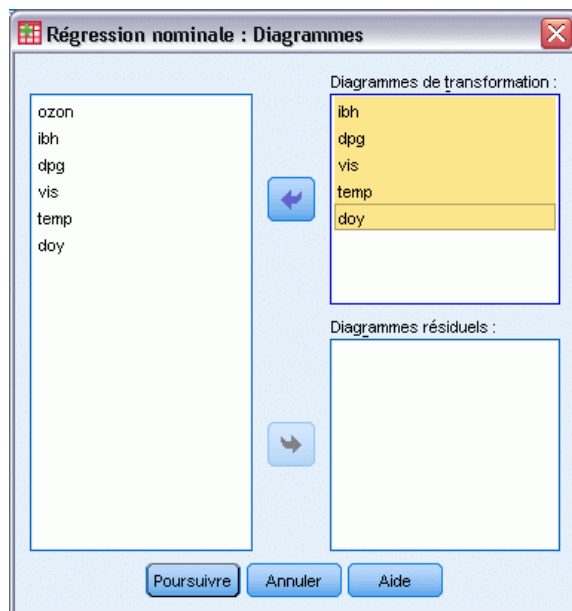 Régression nominale : Diagrammes
ozon
ibh
dpg
vis
temp
doy
Diagrammes de transformation :
ibh
dpg
vis
temp
doy
Diagrammes résiduels :
Poursuivre
Annuler
Aide